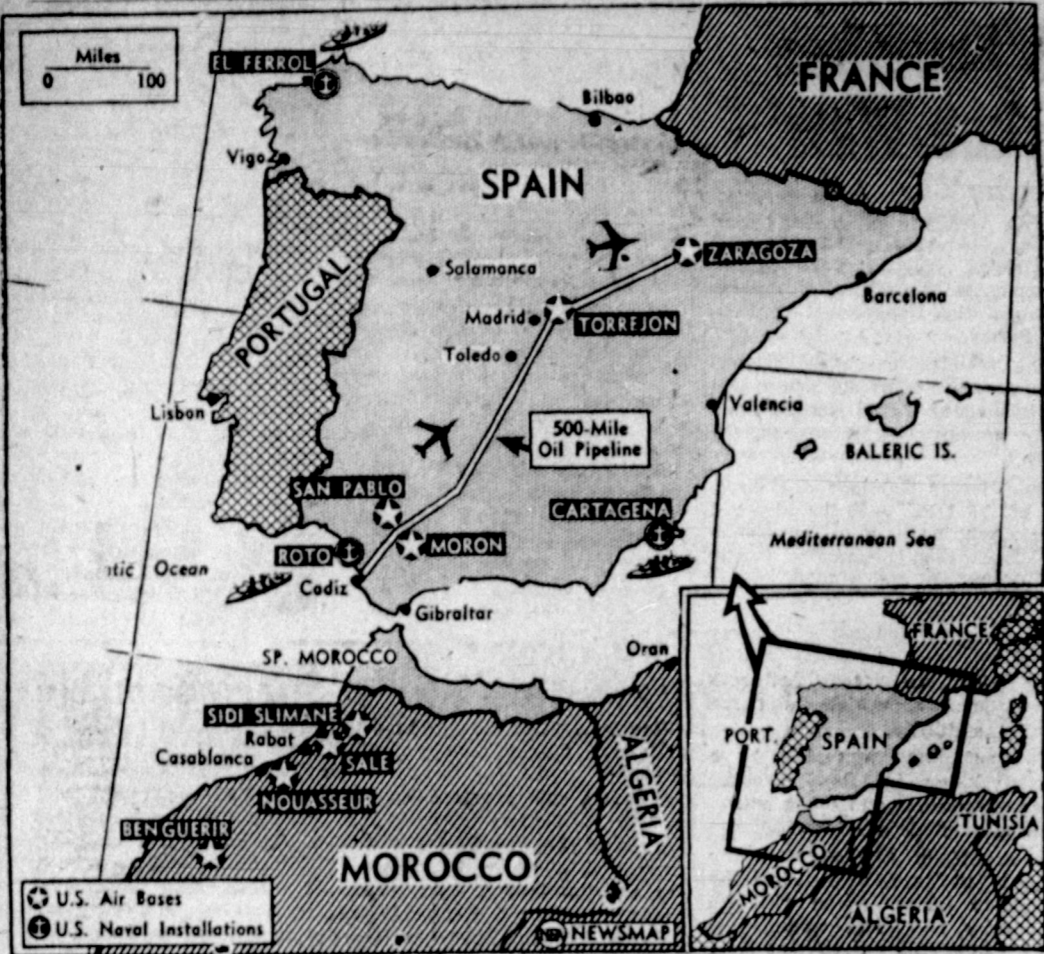 Miles
0 100
EL FERROL
FRANCE
Bilbao
Vigo
SPAIN
ZARAGOZA
Salamanca
PORTUGAL
Barcelona
Madrid
TORREJON
Toledo
Lisbon
Valencia
500-Mile
Oil Pipeline
BALERIC IS.
SAN PABLO
CARTAGENA
ROTO
MORON
Mediterranean Sea
ntic Ocean
Cadiz
Gibraltar
SP. MOROCCO
Oran
SIDI SLIMANE
Rabat
Casablanca
SALE
NOUASSEUR
ALGERIA
BENGUERIR
MOROCCO
U.S. Air Bases
U.S. Naval Installations
NEWSMAP
FRANCE
PORT.
SPAIN
TUNISIA
MOROCCO
ALGERIA